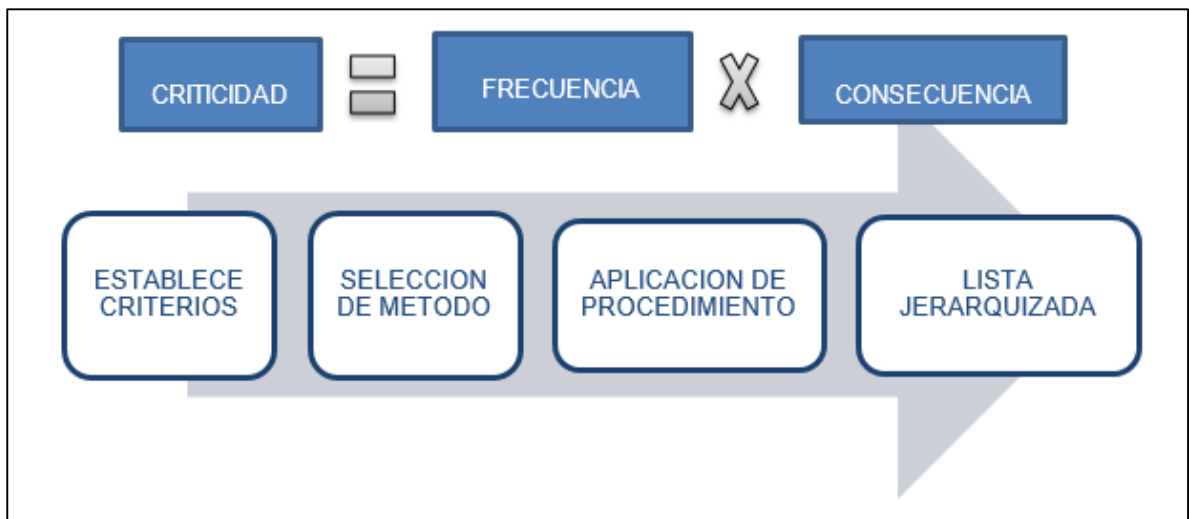 CRITICIDAD
FRECUENCIA
CONSECUENCIA
ESTABLECE
CRITERIOS
SELECCION
DE METODO
APLICACION DE
PROCEDIMIENTO
LISTA
JERARQUIZADA